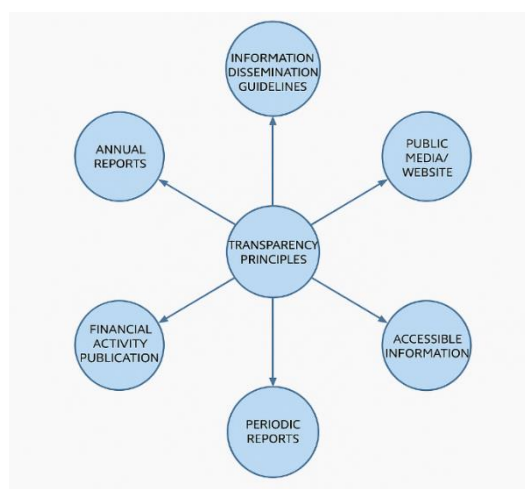 INFORMATION
DISSEMINATION
GUIDELINES
ANNUAL
REPORTS
PUBLIC
MEDIA/
WEBSITE
TRANSPARENCY
PRINCIPLES
FINANCIAL
ACTIVITY
PUBLICATION
ACCESSIBLE
INFORMATION
PERIODIC
REPORTS